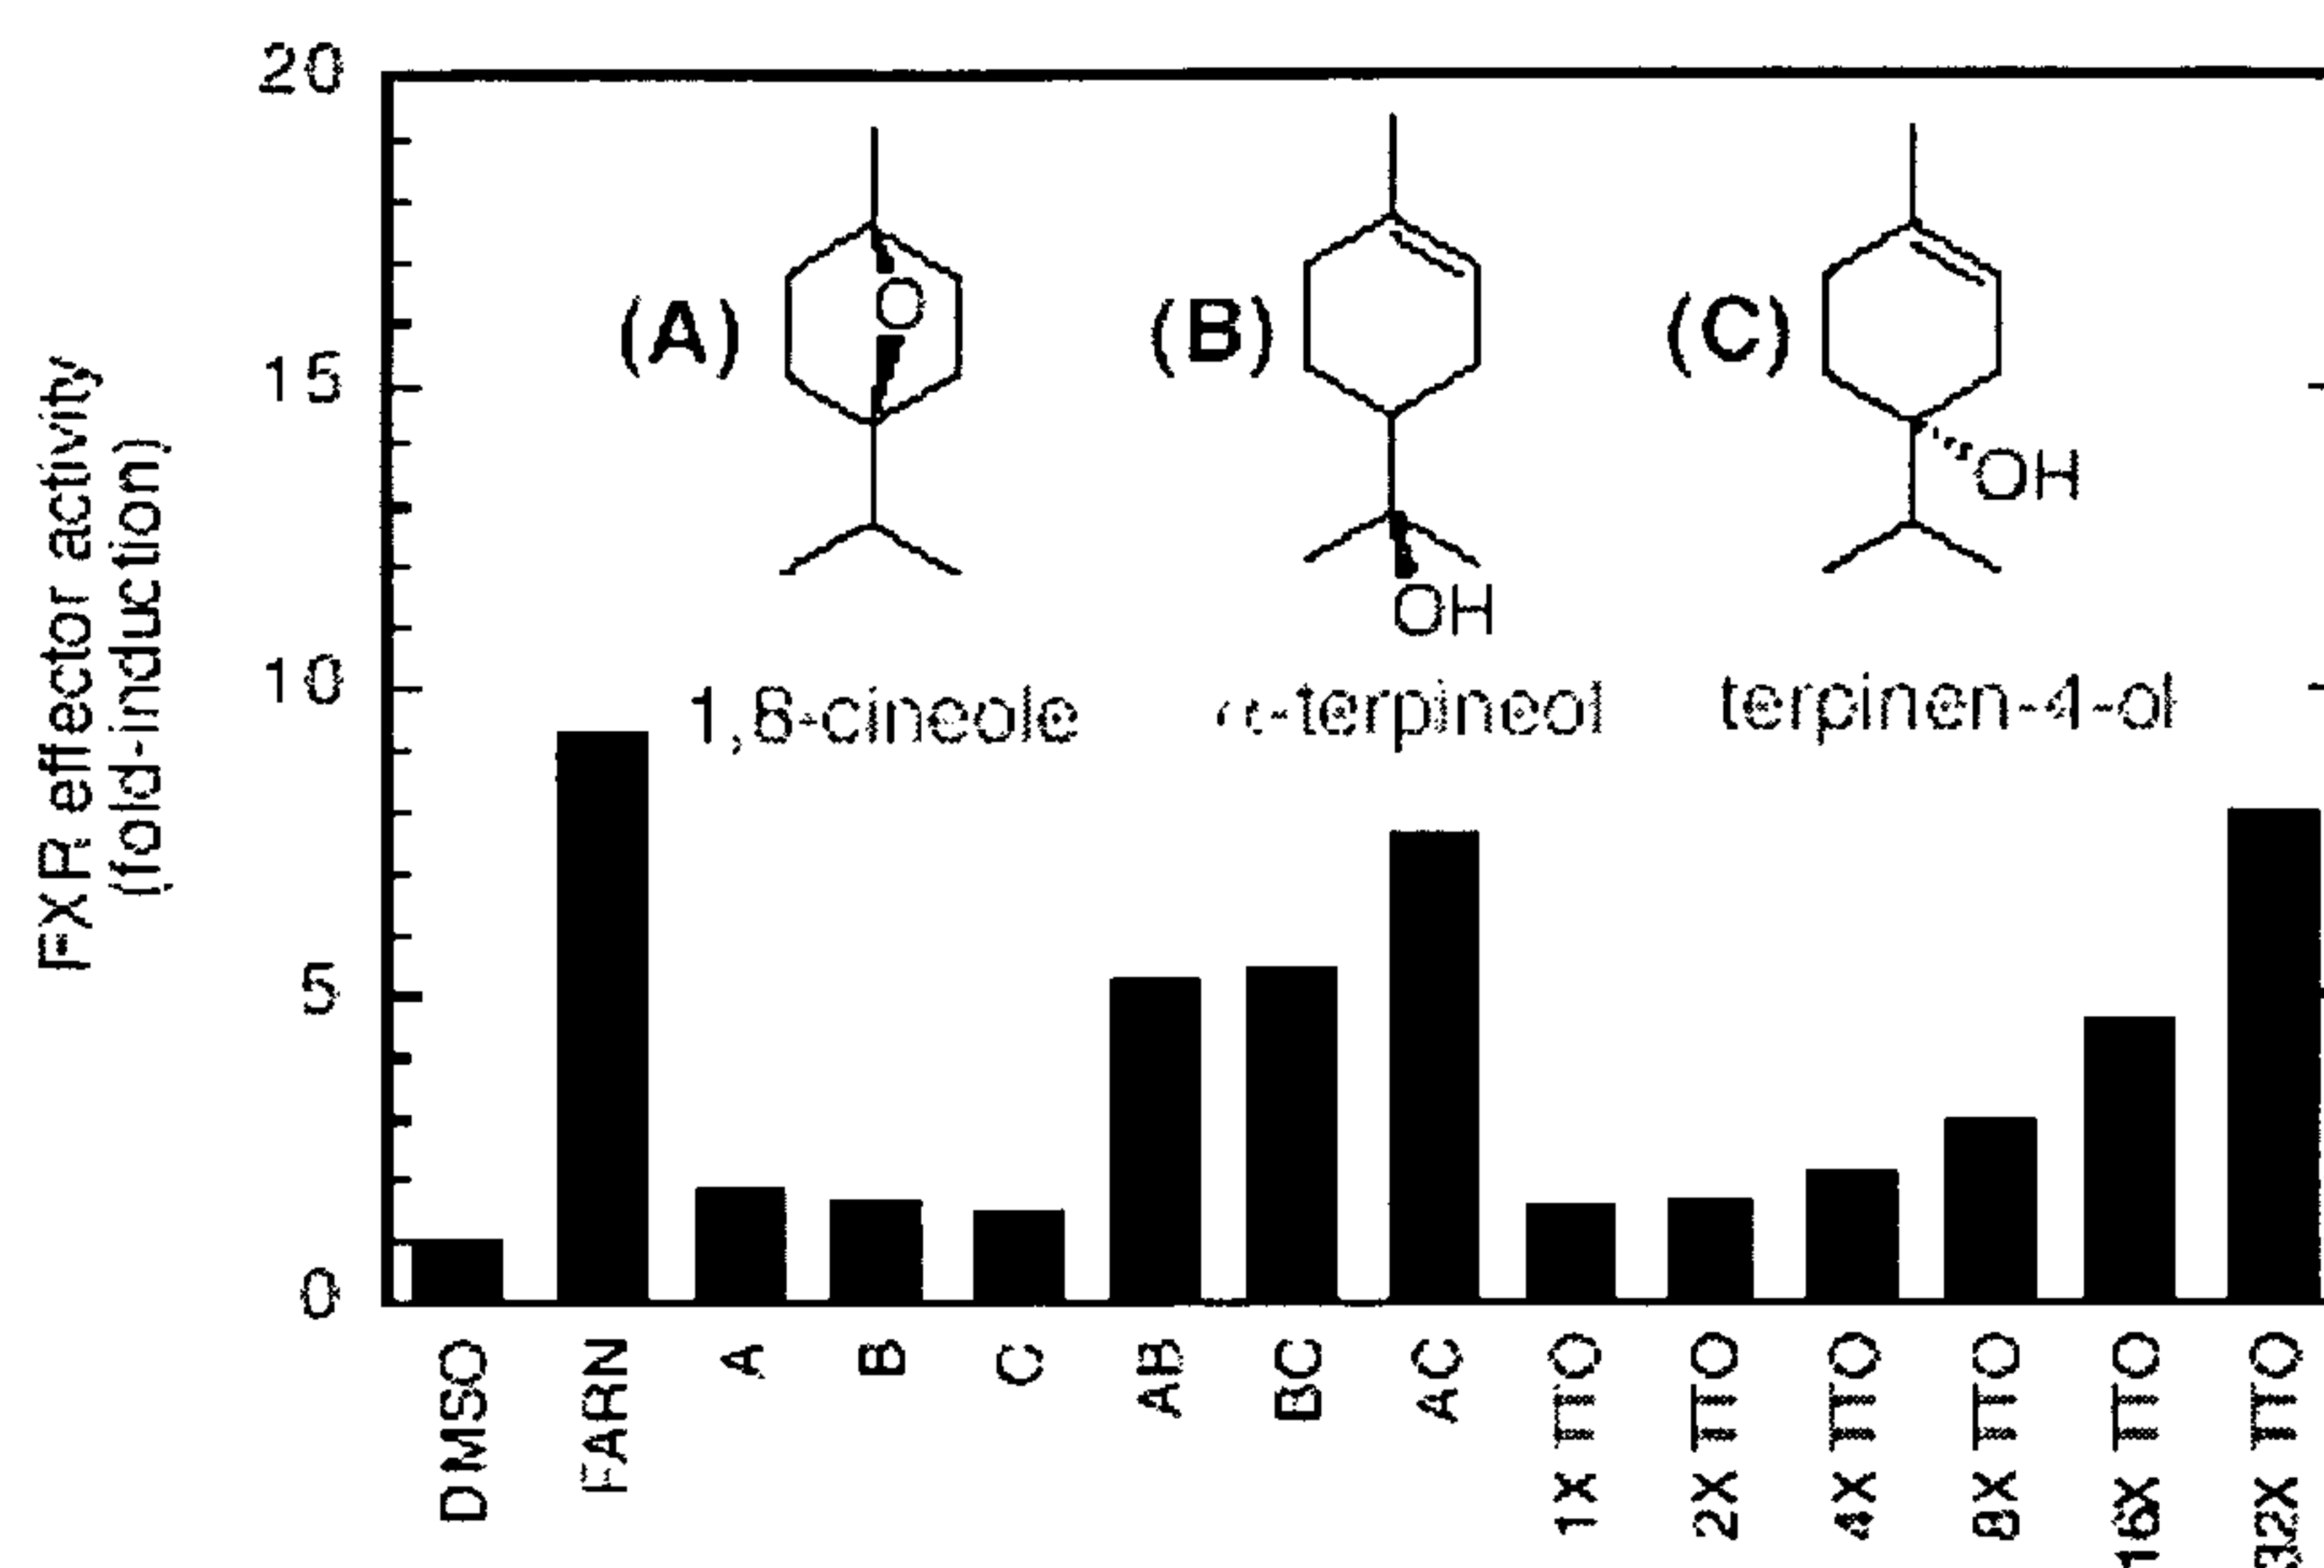 FXR effector activity
(fold-induction)
20
15
10
5
0
(A)
O
(B)
OH
(C)
OH
1,8-cineole
α-terpineol
terpinen-4-ol
DMSO
FARN
A
B
C
AB
BC
AC
1X TTO
2X TTO
4X TTO
8X TTO
16X TTO
32X TTO